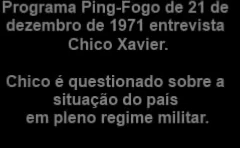 Programa Ping-Fogo de 21 de
dezembro de 1971 entrevista
Chico Xavier.
Chico é questionado sobre a
situação do país
em pleno regime militar.